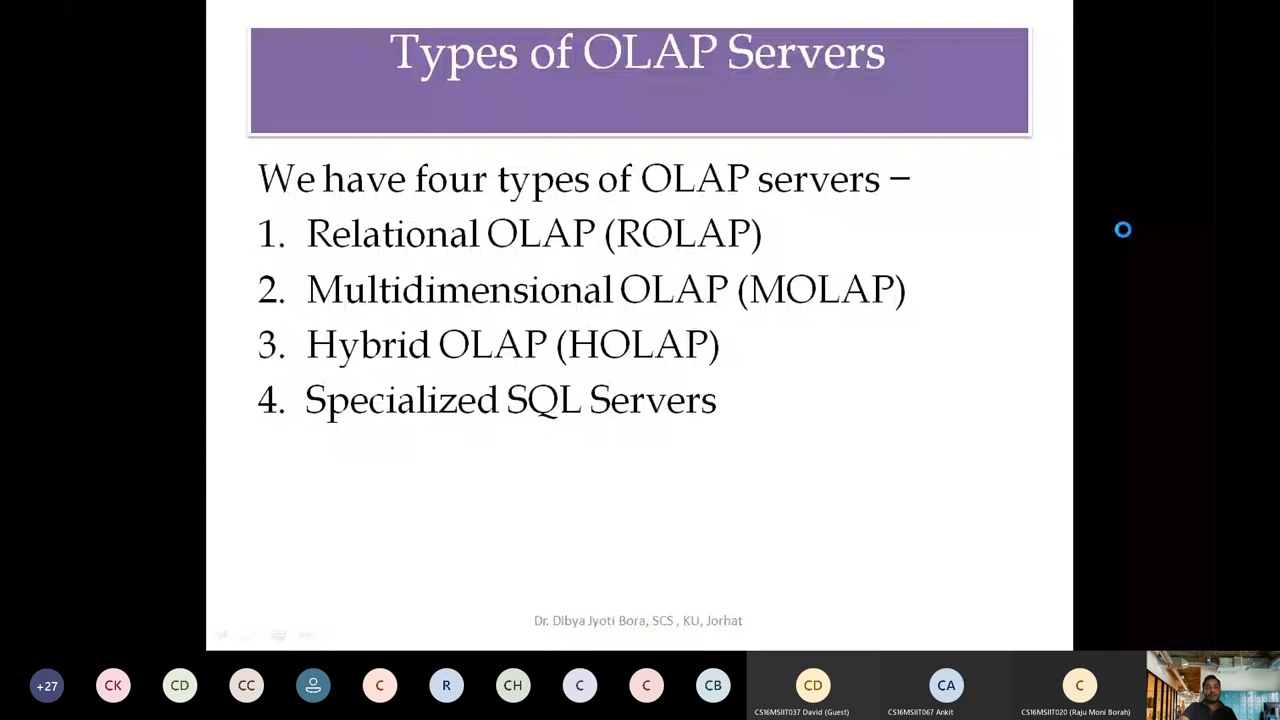 Types of OLAP Servers
We have four types of OLAP servers −
1. Relational OLAP (ROLAP)
2. Multidimensional OLAP (MOLAP)
3. Hybrid OLAP (HOLAP)
4. Specialized SQL Servers
Dr. Dibya Jyoti Bora, SCS , KU, Jorhat
+27 CK CD CC C R CH C C CB CD CA C
CS16MSIIT037 David (Guest) CS16MSIIT067 Ankit CS16MSIIT020 (Raju Moni Borah)